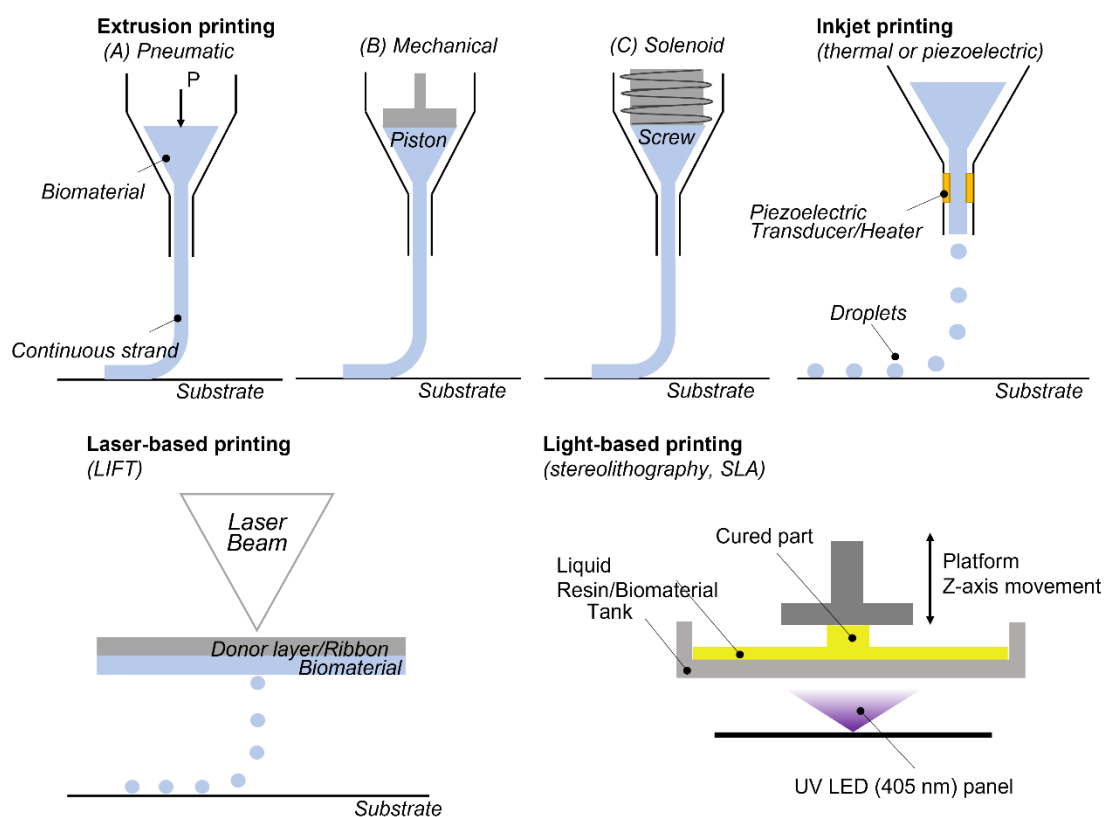 Extrusion printing
(A) Pneumatic
P
Biomaterial
Continuous strand
Substrate
(B) Mechanical
Piston
Substrate
(C) Solenoid
Screw
Substrate
Inkjet printing
(thermal or piezoelectric)
Piezoelectric
Transducer/Heater
Droplets
Substrate
Laser-based printing
(LIFT)
Laser
Beam
Donor layer/Ribbon
Biomaterial
Substrate
Light-based printing
(stereolithography, SLA)
Cured part
Liquid
Resin/Biomaterial
Tank
Platform
Z-axis movement
UV LED (405 nm) panel